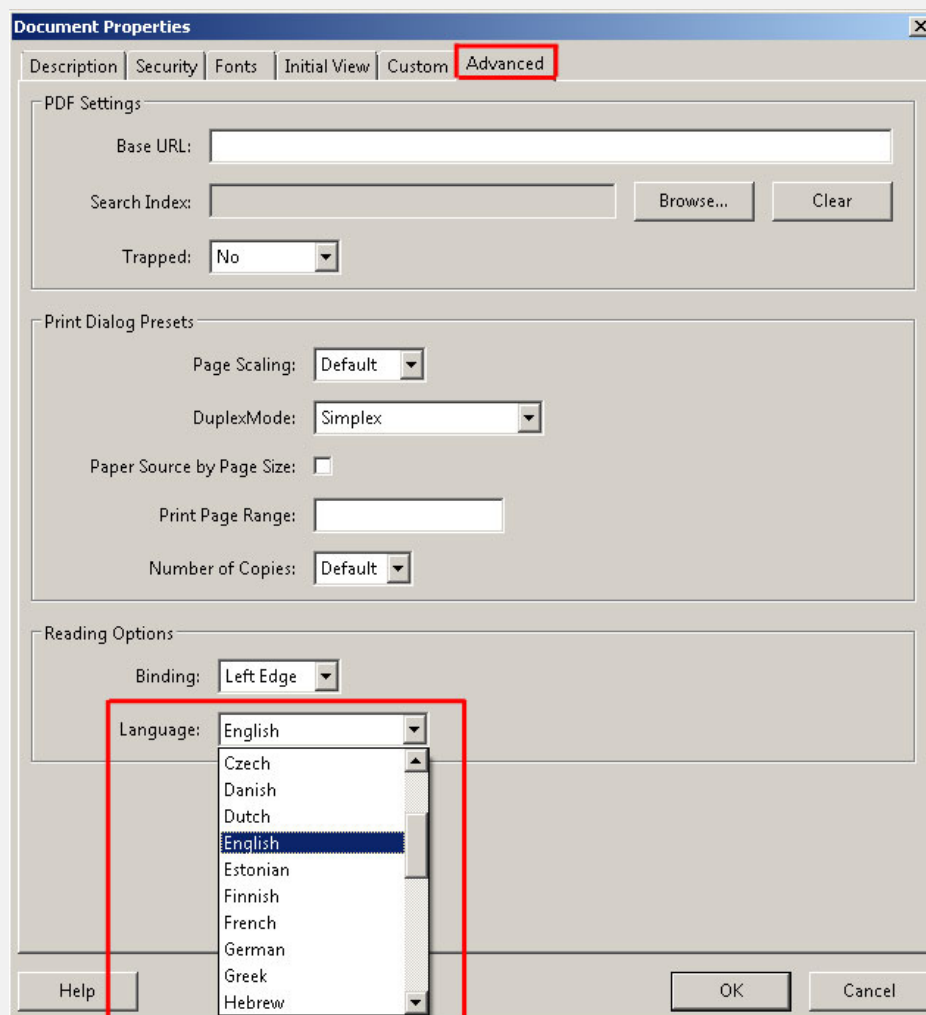 Document Properties
Description Security Fonts Initial View Custom Advanced
PDF Settings
Base URL:
Search Index: Browse... Clear
Trapped: No
Print Dialog Presets
Page Scaling: Default
DuplexMode: Simplex
Paper Source by Page Size:
Print Page Range:
Number of Copies: Default
Reading Options
Binding: Left Edge
Language: English
Czech
Danish
Dutch
English
Estonian
Finnish
French
German
Greek
Hebrew
Help OK Cancel